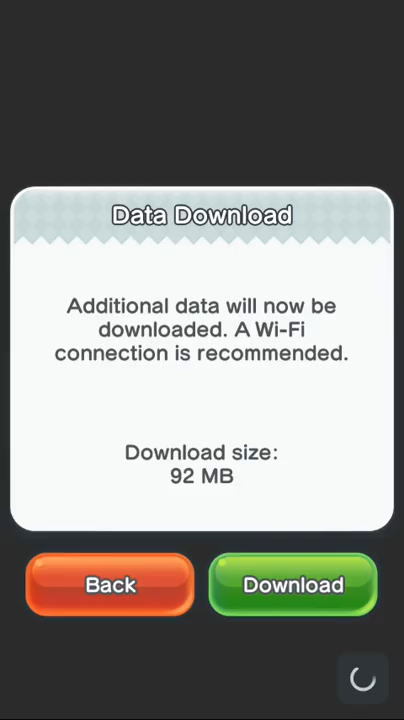 Data Download
Additional data will now be
downloaded. A Wi-Fi
connection is recommended.
Download size:
92 MB
Back
Download